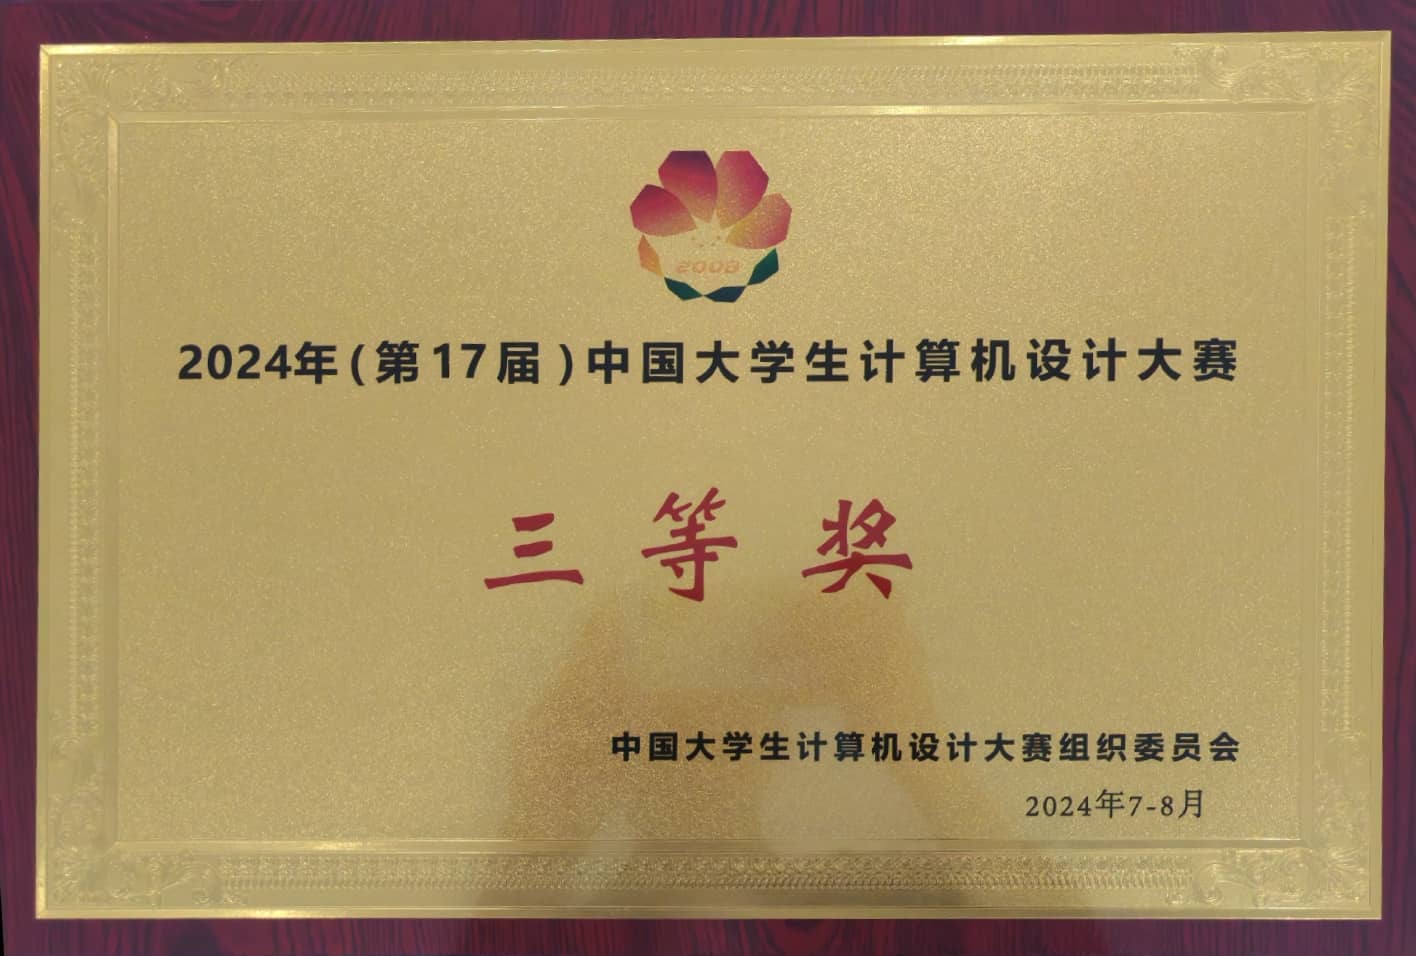 2008
2024年(第17届)中国大学生计算机设计大赛
三等奖
中国大学生计算机设计大赛组织委员会
2024年7-8月